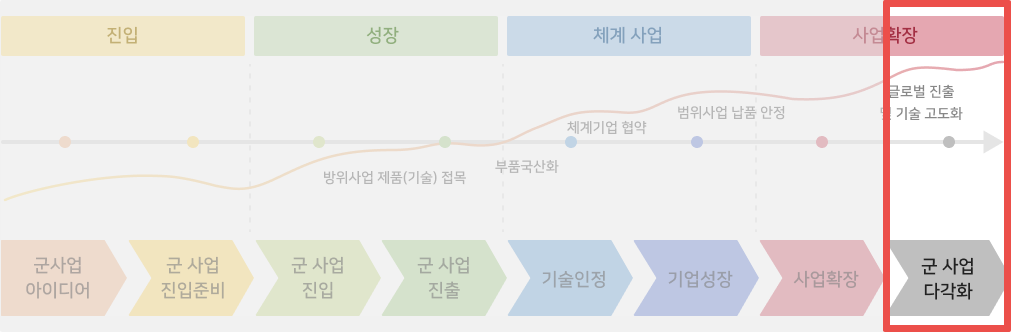 진입
성장
체계 사업
사업확장
글로벌 진출
및 기술 고도화
범위사업 납품 안정
체계기업 협약
부품국산화
방위사업 제품(기술) 접목
군사업
아이디어
군 사업
진입준비
군 사업
진입
군 사업
진출
기술인정
기업성장
사업확장
군 사업
다각화